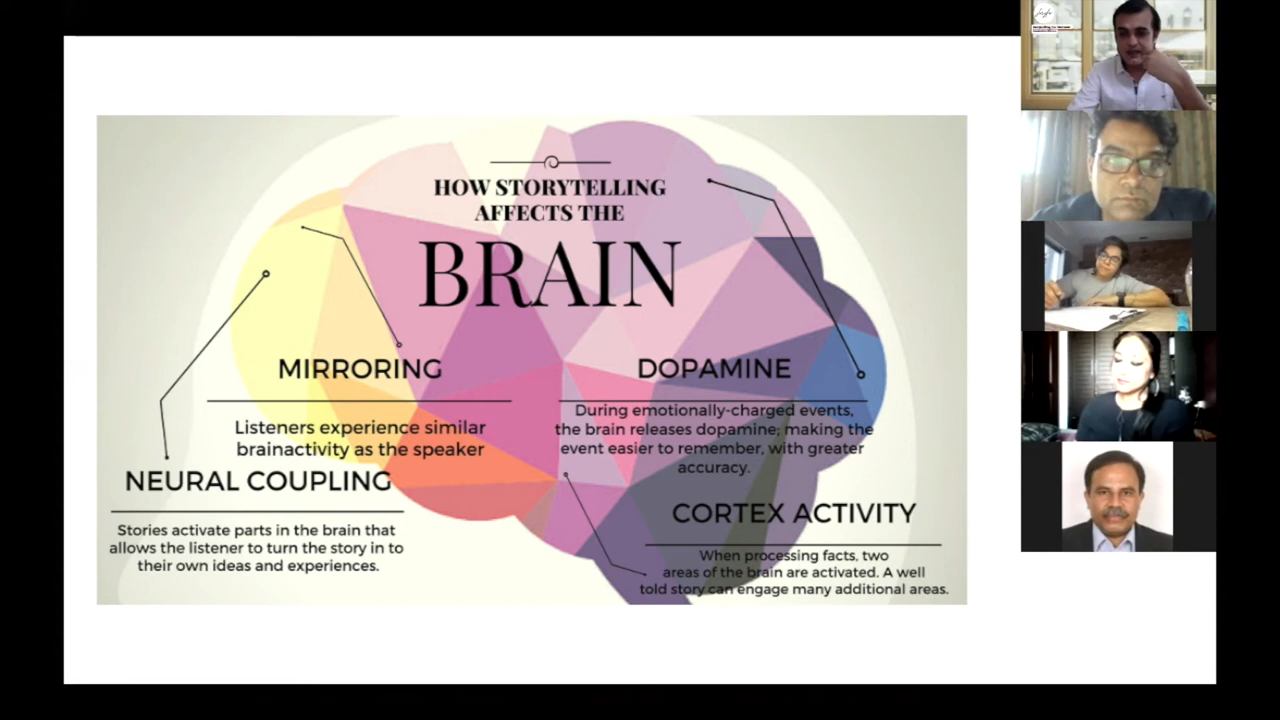 HOW STORYTELLING
AFFECTS THE
BRAIN
MIRRORING
Listeners experience similar
brainactivity as the speaker
NEURAL COUPLING
Stories activate parts in the brain that
allows the listener to turn the story in to
their own ideas and experiences.
DOPAMINE
During emotionally-charged events,
the brain releases dopamine; making the
event easier to remember, with greater
accuracy.
CORTEX ACTIVITY
When processing facts, two
areas of the brain are activated. A well
told story can engage many additional areas.